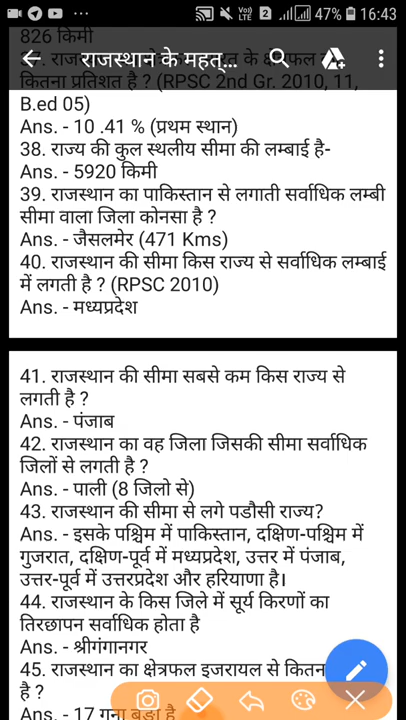 47% 16:43
826 किमी
राजस्थान के महत्...
कितना प्रतिशत है ? (RPSC 2nd Gr. 2010, 11,
B.ed 05)
Ans. - 10 .41 % (प्रथम स्थान)
38. राज्य की कुल स्थलीय सीमा की लम्बाई है-
Ans. - 5920 किमी
39. राजस्थान का पाकिस्तान से लगाती सर्वाधिक लम्बी
सीमा वाला जिला कोनसा है ?
Ans. - जैसलमेर (471 Kms)
40. राजस्थान की सीमा किस राज्य से सर्वाधिक लम्बाई
में लगती है ? (RPSC 2010)
Ans. - मध्यप्रदेश
41. राजस्थान की सीमा सबसे कम किस राज्य से
लगती है ?
Ans. - पंजाब
42. राजस्थान का वह जिला जिसकी सीमा सर्वाधिक
जिलों से लगती है ?
Ans. - पाली (8 जिलो से)
43. राजस्थान की सीमा से लगे पडौसी राज्य?
Ans. - इसके पश्चिम में पाकिस्तान, दक्षिण-पश्चिम में
गुजरात, दक्षिण-पूर्व में मध्यप्रदेश, उत्तर में पंजाब,
उत्तर-पूर्व में उत्तरप्रदेश और हरियाणा है।
44. राजस्थान के किस जिले में सूर्य किरणों का
तिरछापन सर्वाधिक होता है
Ans. - श्रीगंगानगर
45. राजस्थान का क्षेत्रफल इजरायल से
है ?
Ans. - 17 गुना बड़ा है